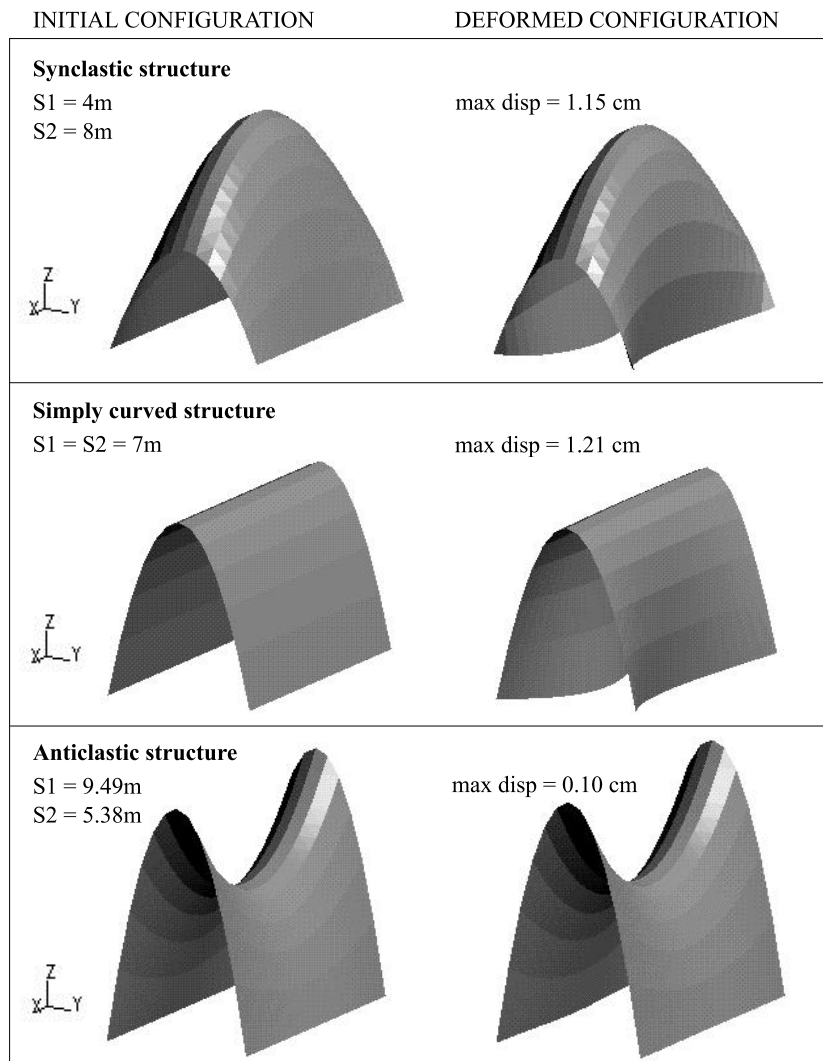 INITIAL CONFIGURATION
DEFORMED CONFIGURATION
Synclastic structure
S1 = 4m
S2 = 8m
max disp = 1.15 cm
Z
X
Y
Simply curved structure
S1 = S2 = 7m
max disp = 1.21 cm
Z
X
Y
Anticlastic structure
S1 = 9.49m
S2 = 5.38m
max disp = 0.10 cm
Z
X
Y